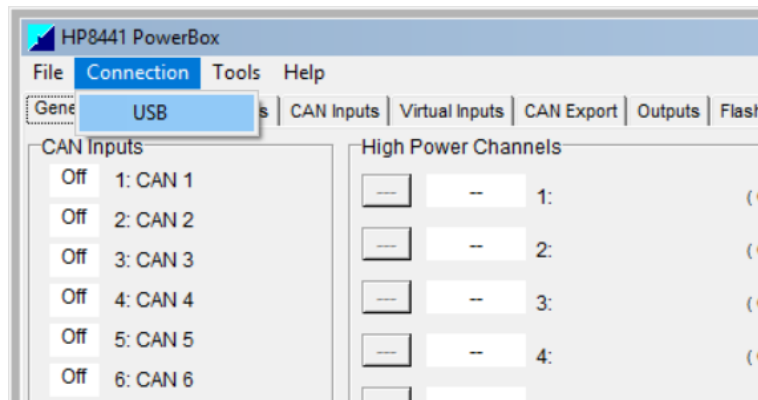 HP8441 PowerBox
File Connection Tools Help
USB
CAN Inputs Virtual Inputs CAN Export Outputs
CAN Inputs
High Power Channels
Off 1: CAN 1
Off 2: CAN 2
Off 3: CAN 3
Off 4: CAN 4
Off 5: CAN 5
Off 6: CAN 6
--- -- 1:
--- -- 2:
--- -- 3:
--- -- 4: